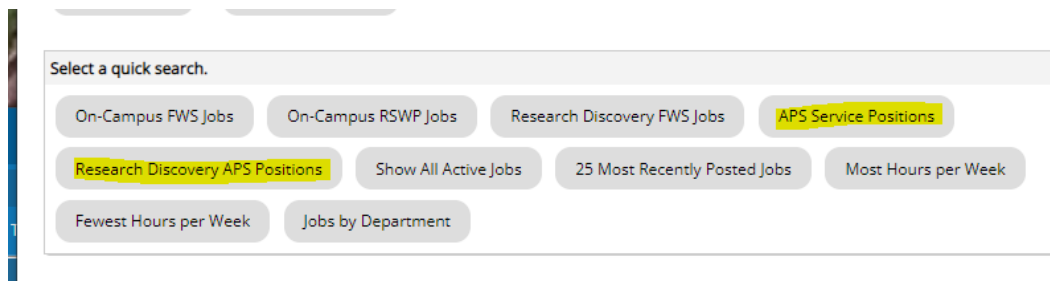 Select a quick search.
On-Campus FWS Jobs On-Campus RSWP Jobs Research Discovery FWS Jobs APS Service Positions
Research Discovery APS Positions Show All Active Jobs 25 Most Recently Posted Jobs Most Hours per Week
Fewest Hours per Week Jobs by Department
T